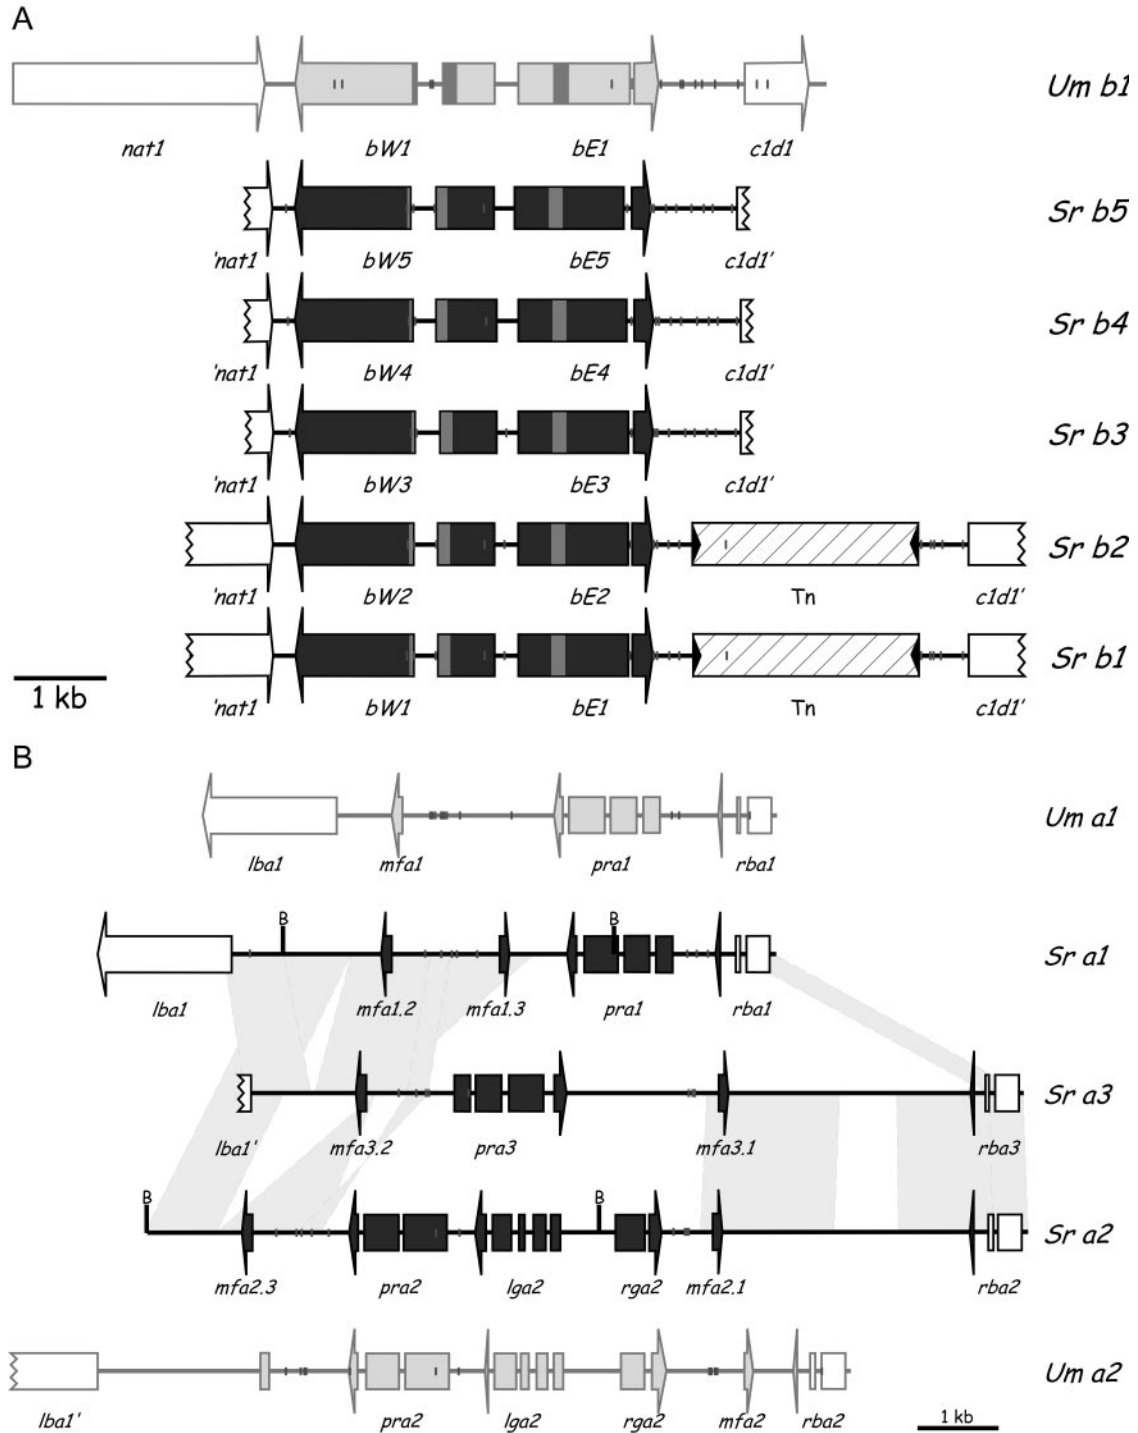 A
Um b1
nat1 bW1 bE1 c1d1
Sr b5
'nat1 bW5 bE5 c1d1'
Sr b4
'nat1 bW4 bE4 c1d1'
Sr b3
'nat1 bW3 bE3 c1d1'
Sr b2
'nat1 bW2 bE2 Tn c1d1'
Sr b1
1 kb
'nat1 bW1 bE1 Tn c1d1'
B
Um a1
lba1 mfa1 pra1 rba1
B B
Sr a1
lba1 mfa1.2 mfa1.3 pra1 rba1
Sr a3
lba1' mfa3.2 pra3 mfa3.1 rba3
B B
Sr a2
mfa2.3 pra2 lga2 rga2 mfa2.1 rba2
Um a2
lba1' pra2 lga2 rga2 mfa2 rba2
1 kb